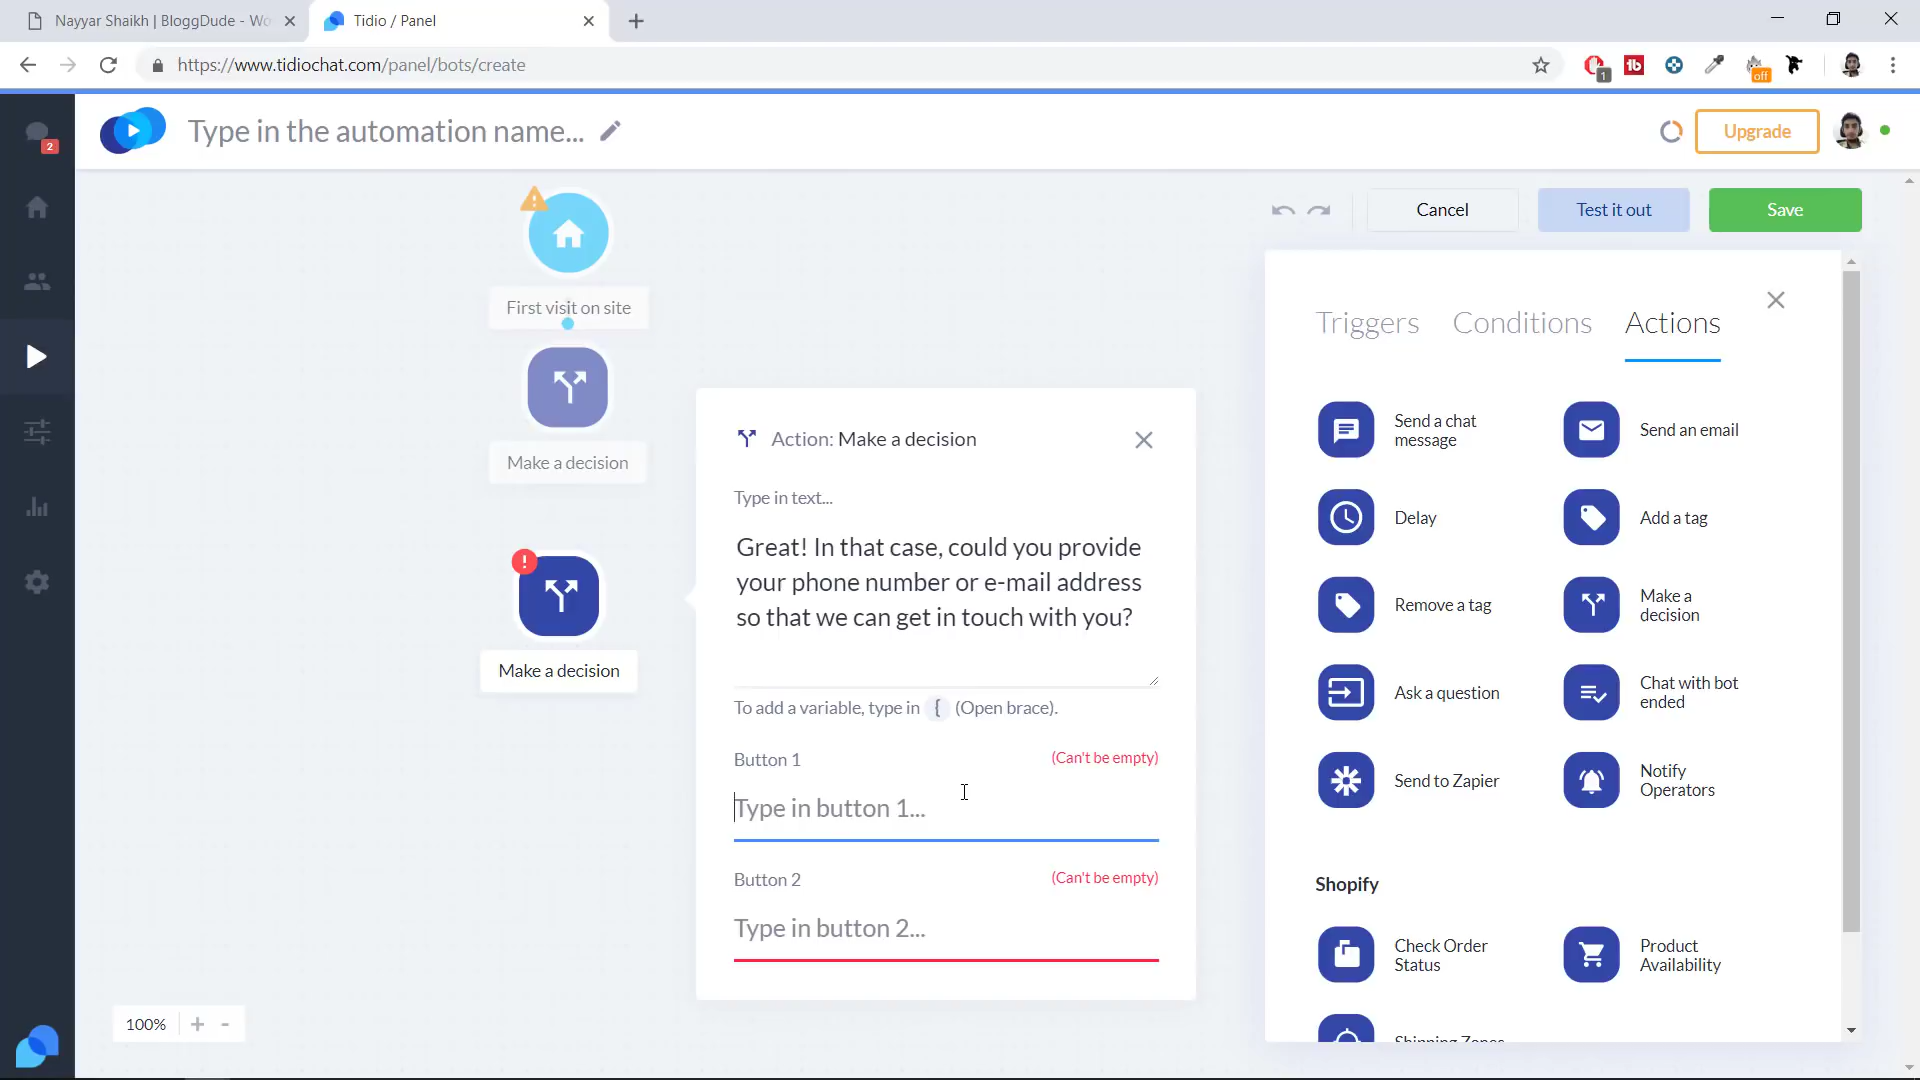 Nayyar Shaikh | BloggDude - Wo
Tidio / Panel
https://www.tidiochat.com/panel/bots/create
1
off
2
Type in the automation name...
Upgrade
Cancel
Test it out
Save
First visit on site
Make a decision
Make a decision
Action: Make a decision
Type in text...
Great! In that case, could you provide
your phone number or e-mail address
so that we can get in touch with you?
To add a variable, type in { (Open brace).
Button 1
(Can't be empty)
Type in button 1...
Button 2
(Can't be empty)
Type in button 2...
Triggers
Conditions
Actions
Send a chat
message
Send an email
Delay
Add a tag
Remove a tag
Make a
decision
Ask a question
Chat with bot
ended
Send to Zapier
Notify
Operators
Shopify
Check Order
Status
Product
Availability
Shipping Zones
100%
+
-